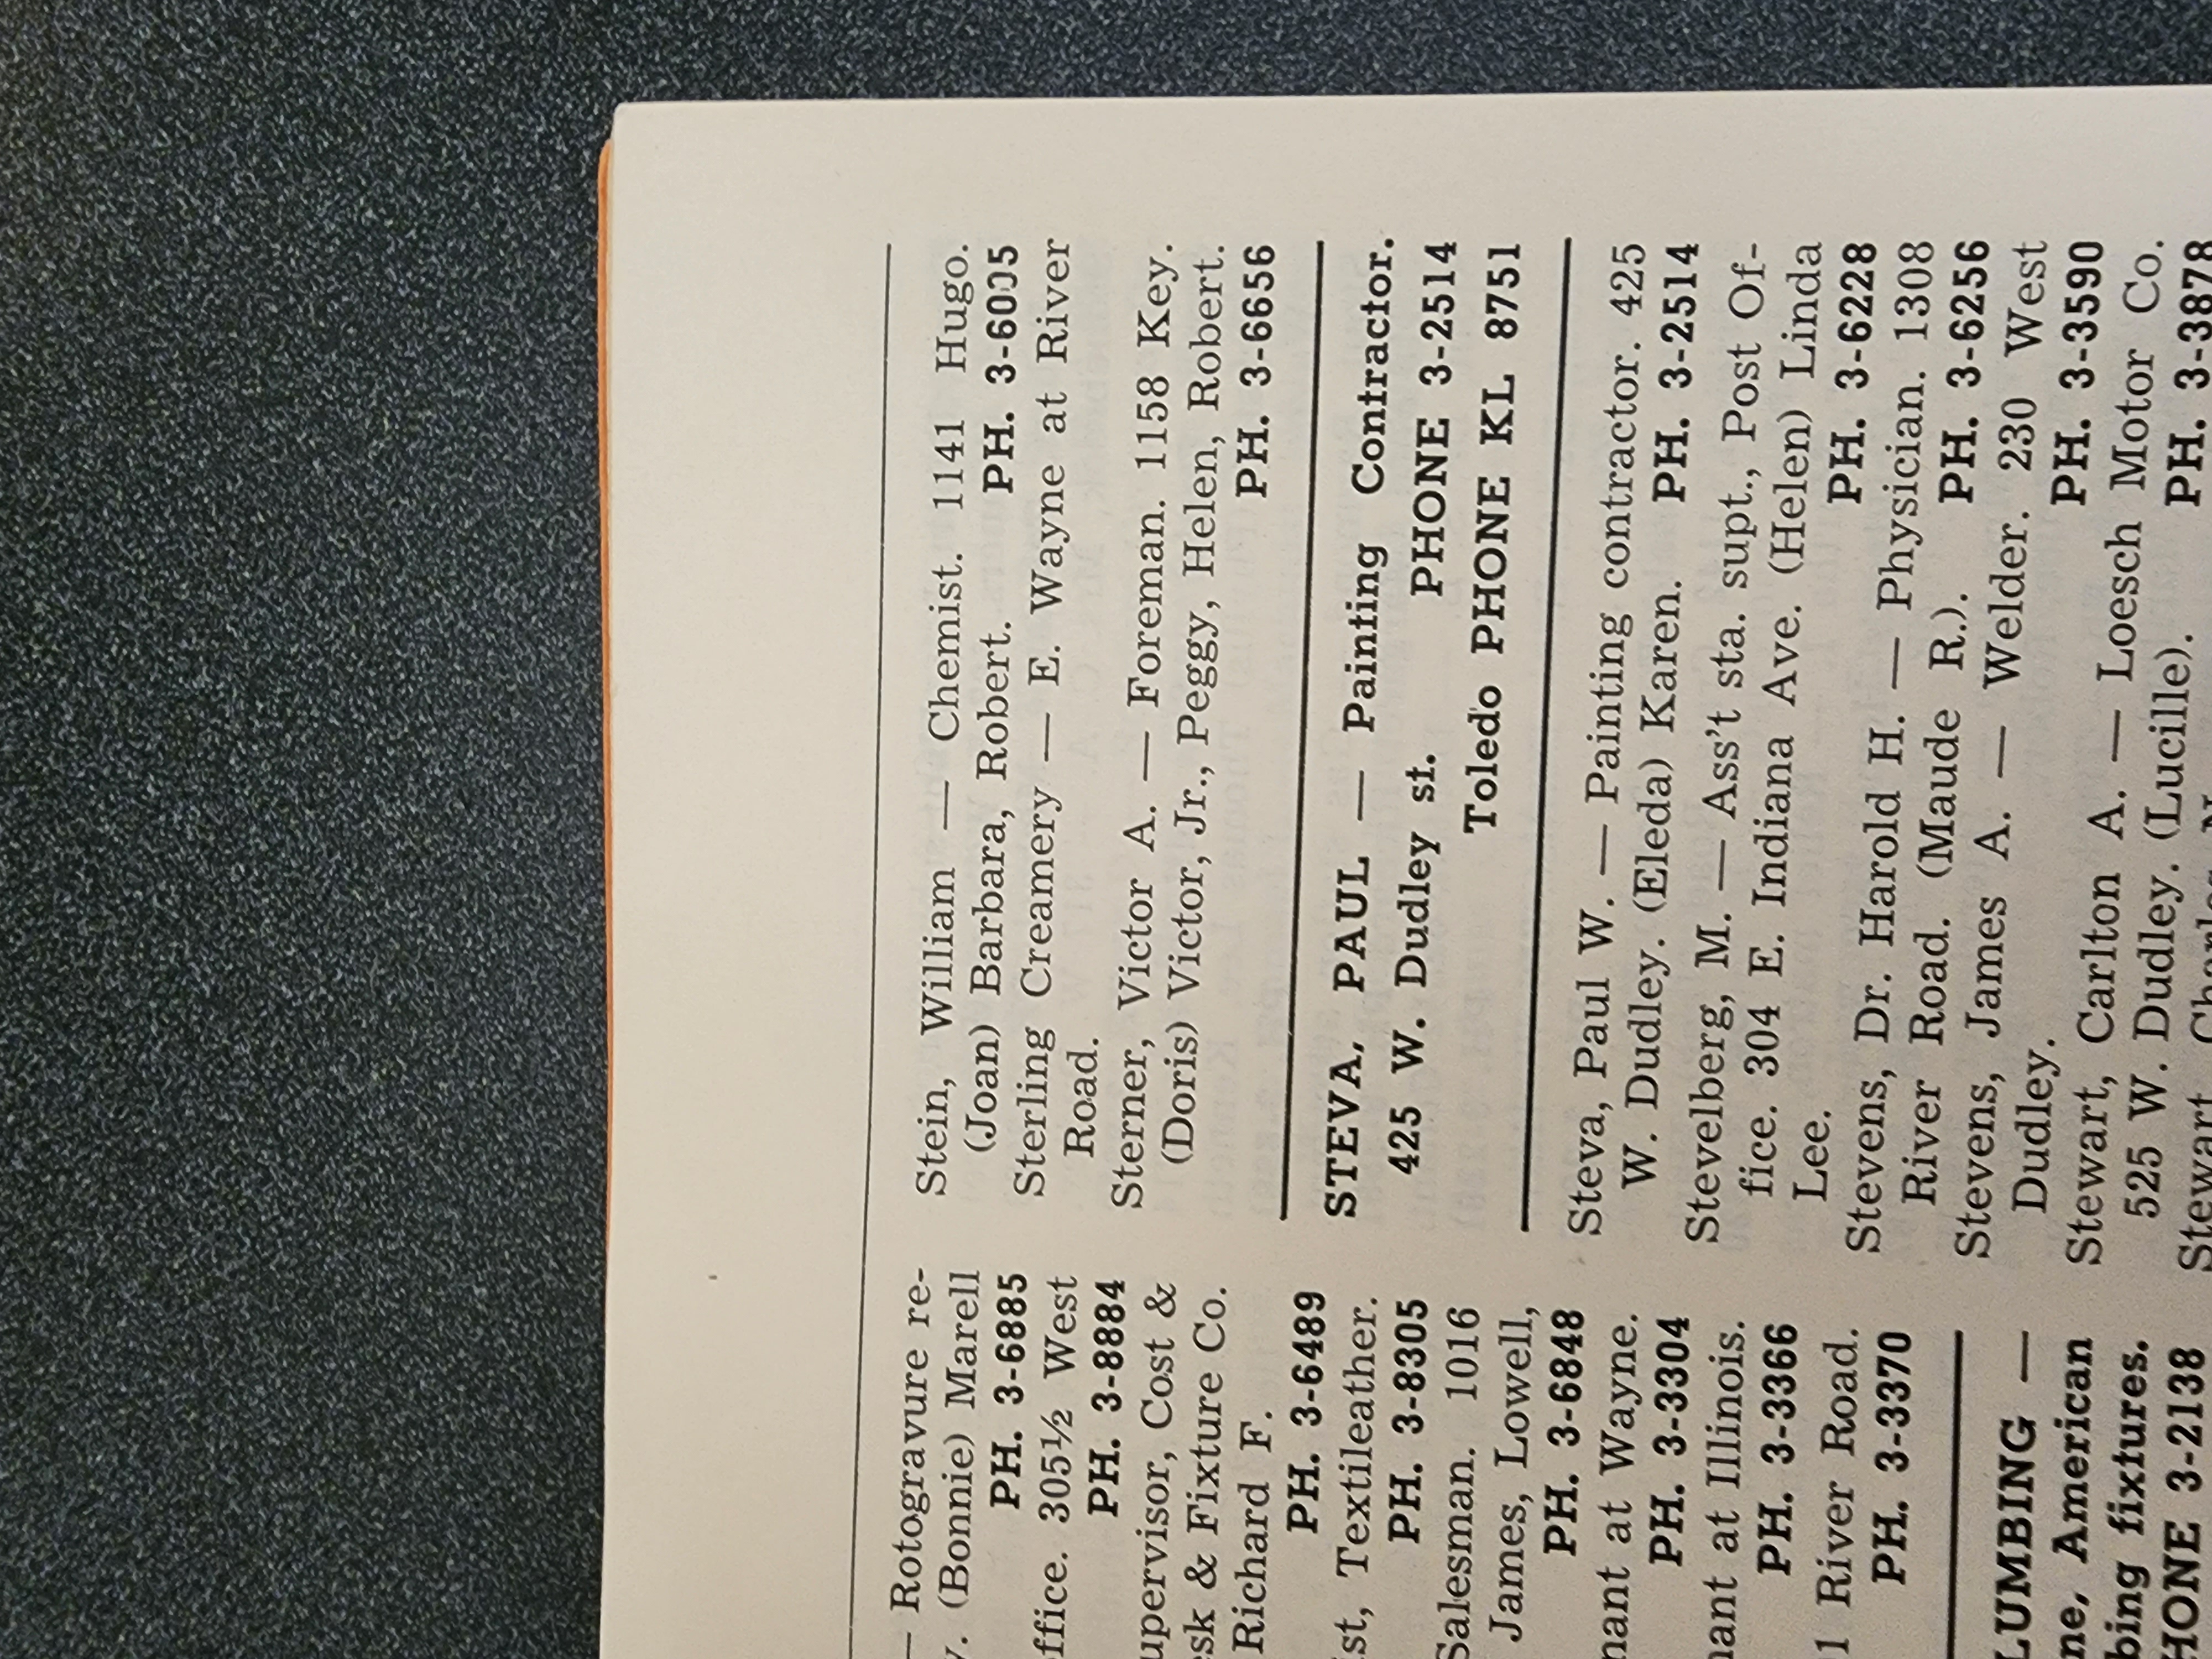 — Rotogravure re-
y. (Bonnie) Marell
PH. 3-6885
office. 305½ West
PH. 3-8884
upervisor, Cost &
esk & Fixture Co.
Richard F.
PH. 3-6489
ist, Textileather.
PH. 3-8305
Salesman. 1016
James, Lowell,
PH. 3-6848
nant at Wayne.
PH. 3-3304
nant at Illinois.
PH. 3-3366
1 River Road.
PH. 3-3370
LUMBING —
ne, American
bing fixtures.
HONE 3-2138
Stein, William — Chemist. 1141 Hugo.
(Joan) Barbara, Robert. PH. 3-6005
Sterling Creamery — E. Wayne at River
Road.
Sterner, Victor A. — Foreman. 1158 Key.
(Doris) Victor, Jr., Peggy, Helen, Robert.
PH. 3-6656
STEVA, PAUL — Painting Contractor.
425 W. Dudley st. PHONE 3-2514
Toledo PHONE KL 8751
Steva, Paul W. — Painting contractor. 425
W. Dudley. (Eleda) Karen. PH. 3-2514
Stevelberg, M. — Ass't sta. supt., Post Of-
fice. 304 E. Indiana Ave. (Helen) Linda
Lee. PH. 3-6228
Stevens, Dr. Harold H. — Physician. 1308
River Road. (Maude R.). PH. 3-6256
Stevens, James A. — Welder. 230 West
Dudley. PH. 3-3590
Stewart, Carlton A. — Loesch Motor Co.
525 W. Dudley. (Lucille). PH. 3-3878
Stewart, Charles